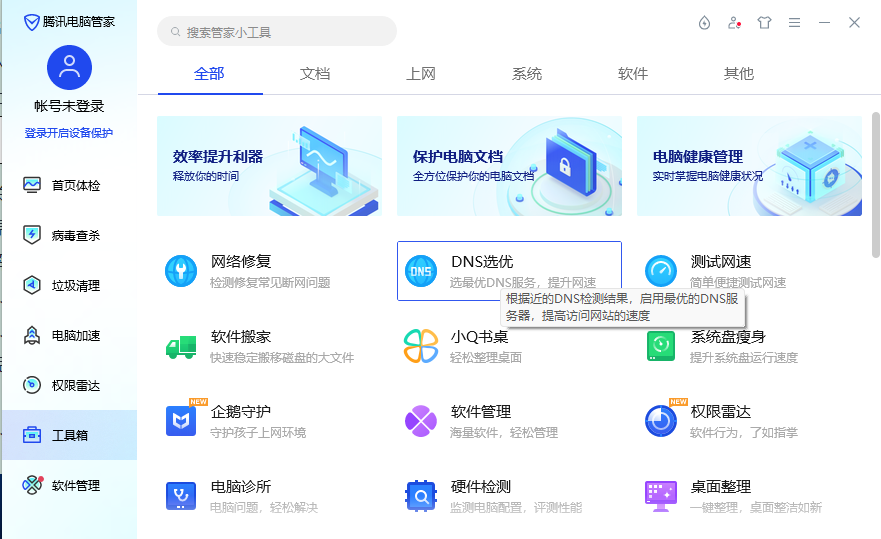 腾讯电脑管家
搜索管家小工具
帐号未登录
登录开启设备保护
首页体检
病毒查杀
垃圾清理
电脑加速
权限雷达
工具箱
软件管理
全部 文档 上网 系统 软件 其他
效率提升利器
释放你的时间
保护电脑文档
全方位保护你的电脑文档
电脑健康管理
实时掌握电脑健康状况
网络修复
检测修复常见断网问题
DNS
DNS选优
选最优DNS服务，提升网速
测试网速
简单便捷测试网速
根据近的DNS检测结果，启用最优的DNS服
务器，提高访问网站的速度
软件搬家
快速稳定搬移磁盘的大文件
小Q书桌
轻松整理桌面
系统盘瘦身
提升系统盘运行速度
NEW
企鹅守护
守护孩子上网环境
软件管理
海量软件，轻松管理
NEW
权限雷达
软件行为，了如指掌
电脑诊所
电脑问题，轻松解决
硬件检测
监测电脑配置，评测性能
桌面整理
一键整理，桌面整洁如新